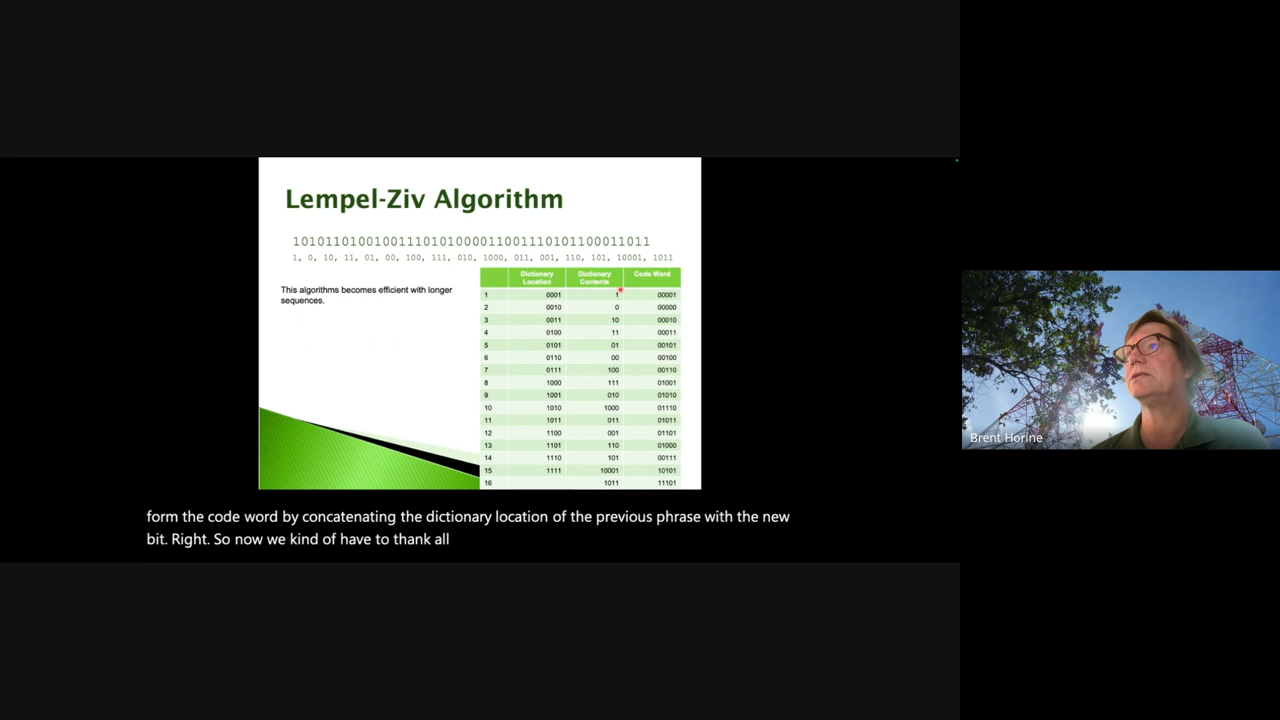 Lempel-Ziv Algorithm
10101101001001110101000011001110101100011011
1, 0, 10, 11, 01, 00, 100, 111, 010, 1000, 011, 001, 110, 101, 10001, 1011
This algorithms becomes efficient with longer
sequences.
Dictionary Location Dictionary Contents Code Word
1 0001 1 00001
2 0010 0 00000
3 0011 10 00010
4 0100 11 00011
5 0101 01 00101
6 0110 00 00100
7 0111 100 00110
8 1000 111 01001
9 1001 010 01010
10 1010 1000 01110
11 1011 011 01011
12 1100 001 01101
13 1101 110 01000
14 1110 101 00111
15 1111 10001 10101
16 1011 11101
Brent Horine
form the code word by concatenating the dictionary location of the previous phrase with the new
bit. Right. So now we kind of have to thank all